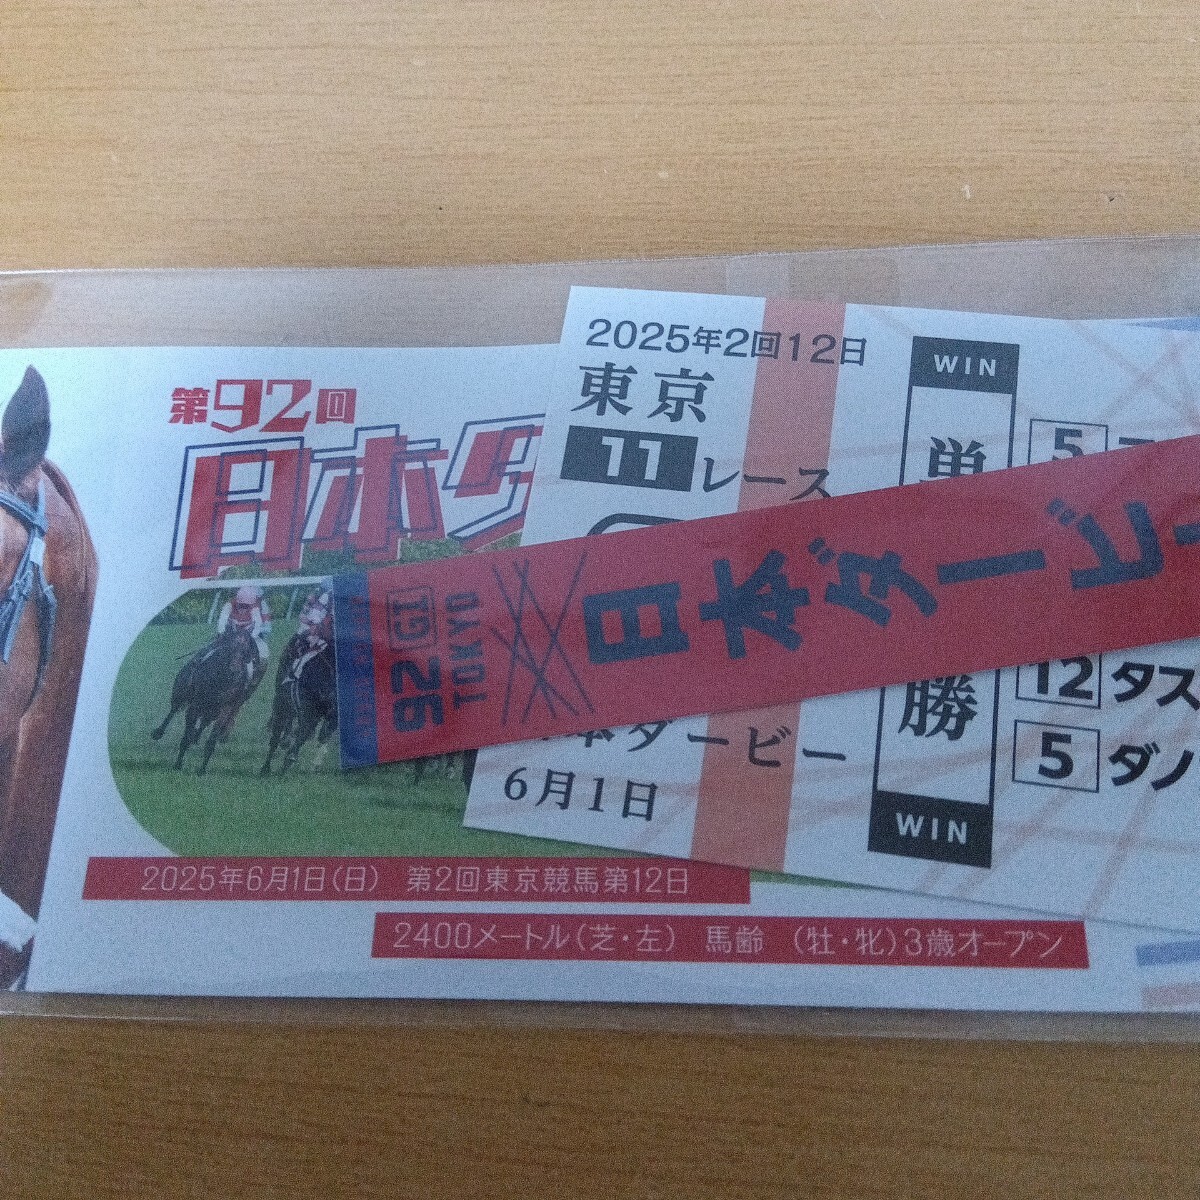 第92回
日本ダ
2025年2回12日
東京
11レース
WIN
単
5
92 GI TOKYO
日本ダービー
勝
12 タス
5 ダノ
本ダービー
6月1日
WIN
2025年6月1日(日) 第2回東京競馬第12日
2400メートル(芝・左) 馬齢 (牡・牝)3歳オープン